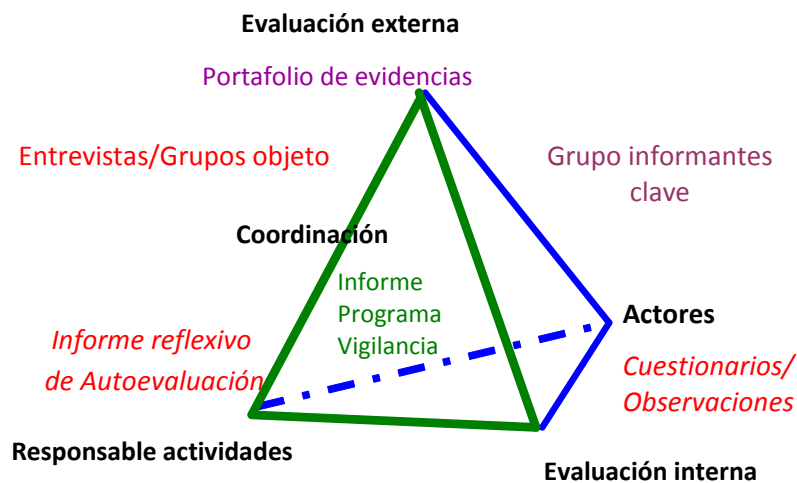 Evaluación externa
Portafolio de evidencias
Entrevistas/Grupos objeto
Grupo informantes
clave
Coordinación
Informe
Programa
Vigilancia
Actores
Informe reflexivo
de Autoevaluación
Cuestionarios/
Observaciones
Responsable actividades
Evaluación interna